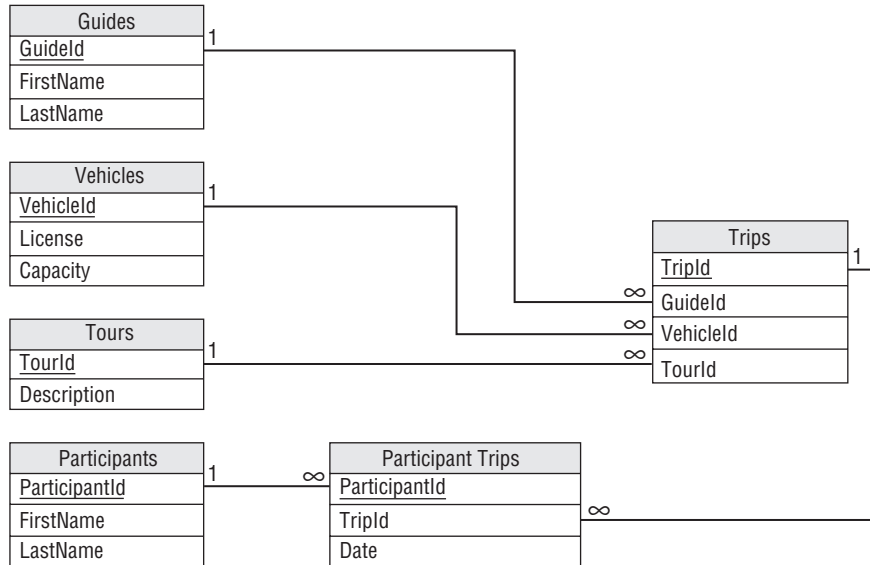 Guides
GuideId
FirstName
LastName
1
Vehicles
VehicleId
License
Capacity
1
Tours
TourId
Description
1
Trips
TripId
GuideId
VehicleId
TourId
1
∞
∞
∞
Participants
ParticipantId
FirstName
LastName
1
∞
Participant Trips
ParticipantId
TripId
Date
∞